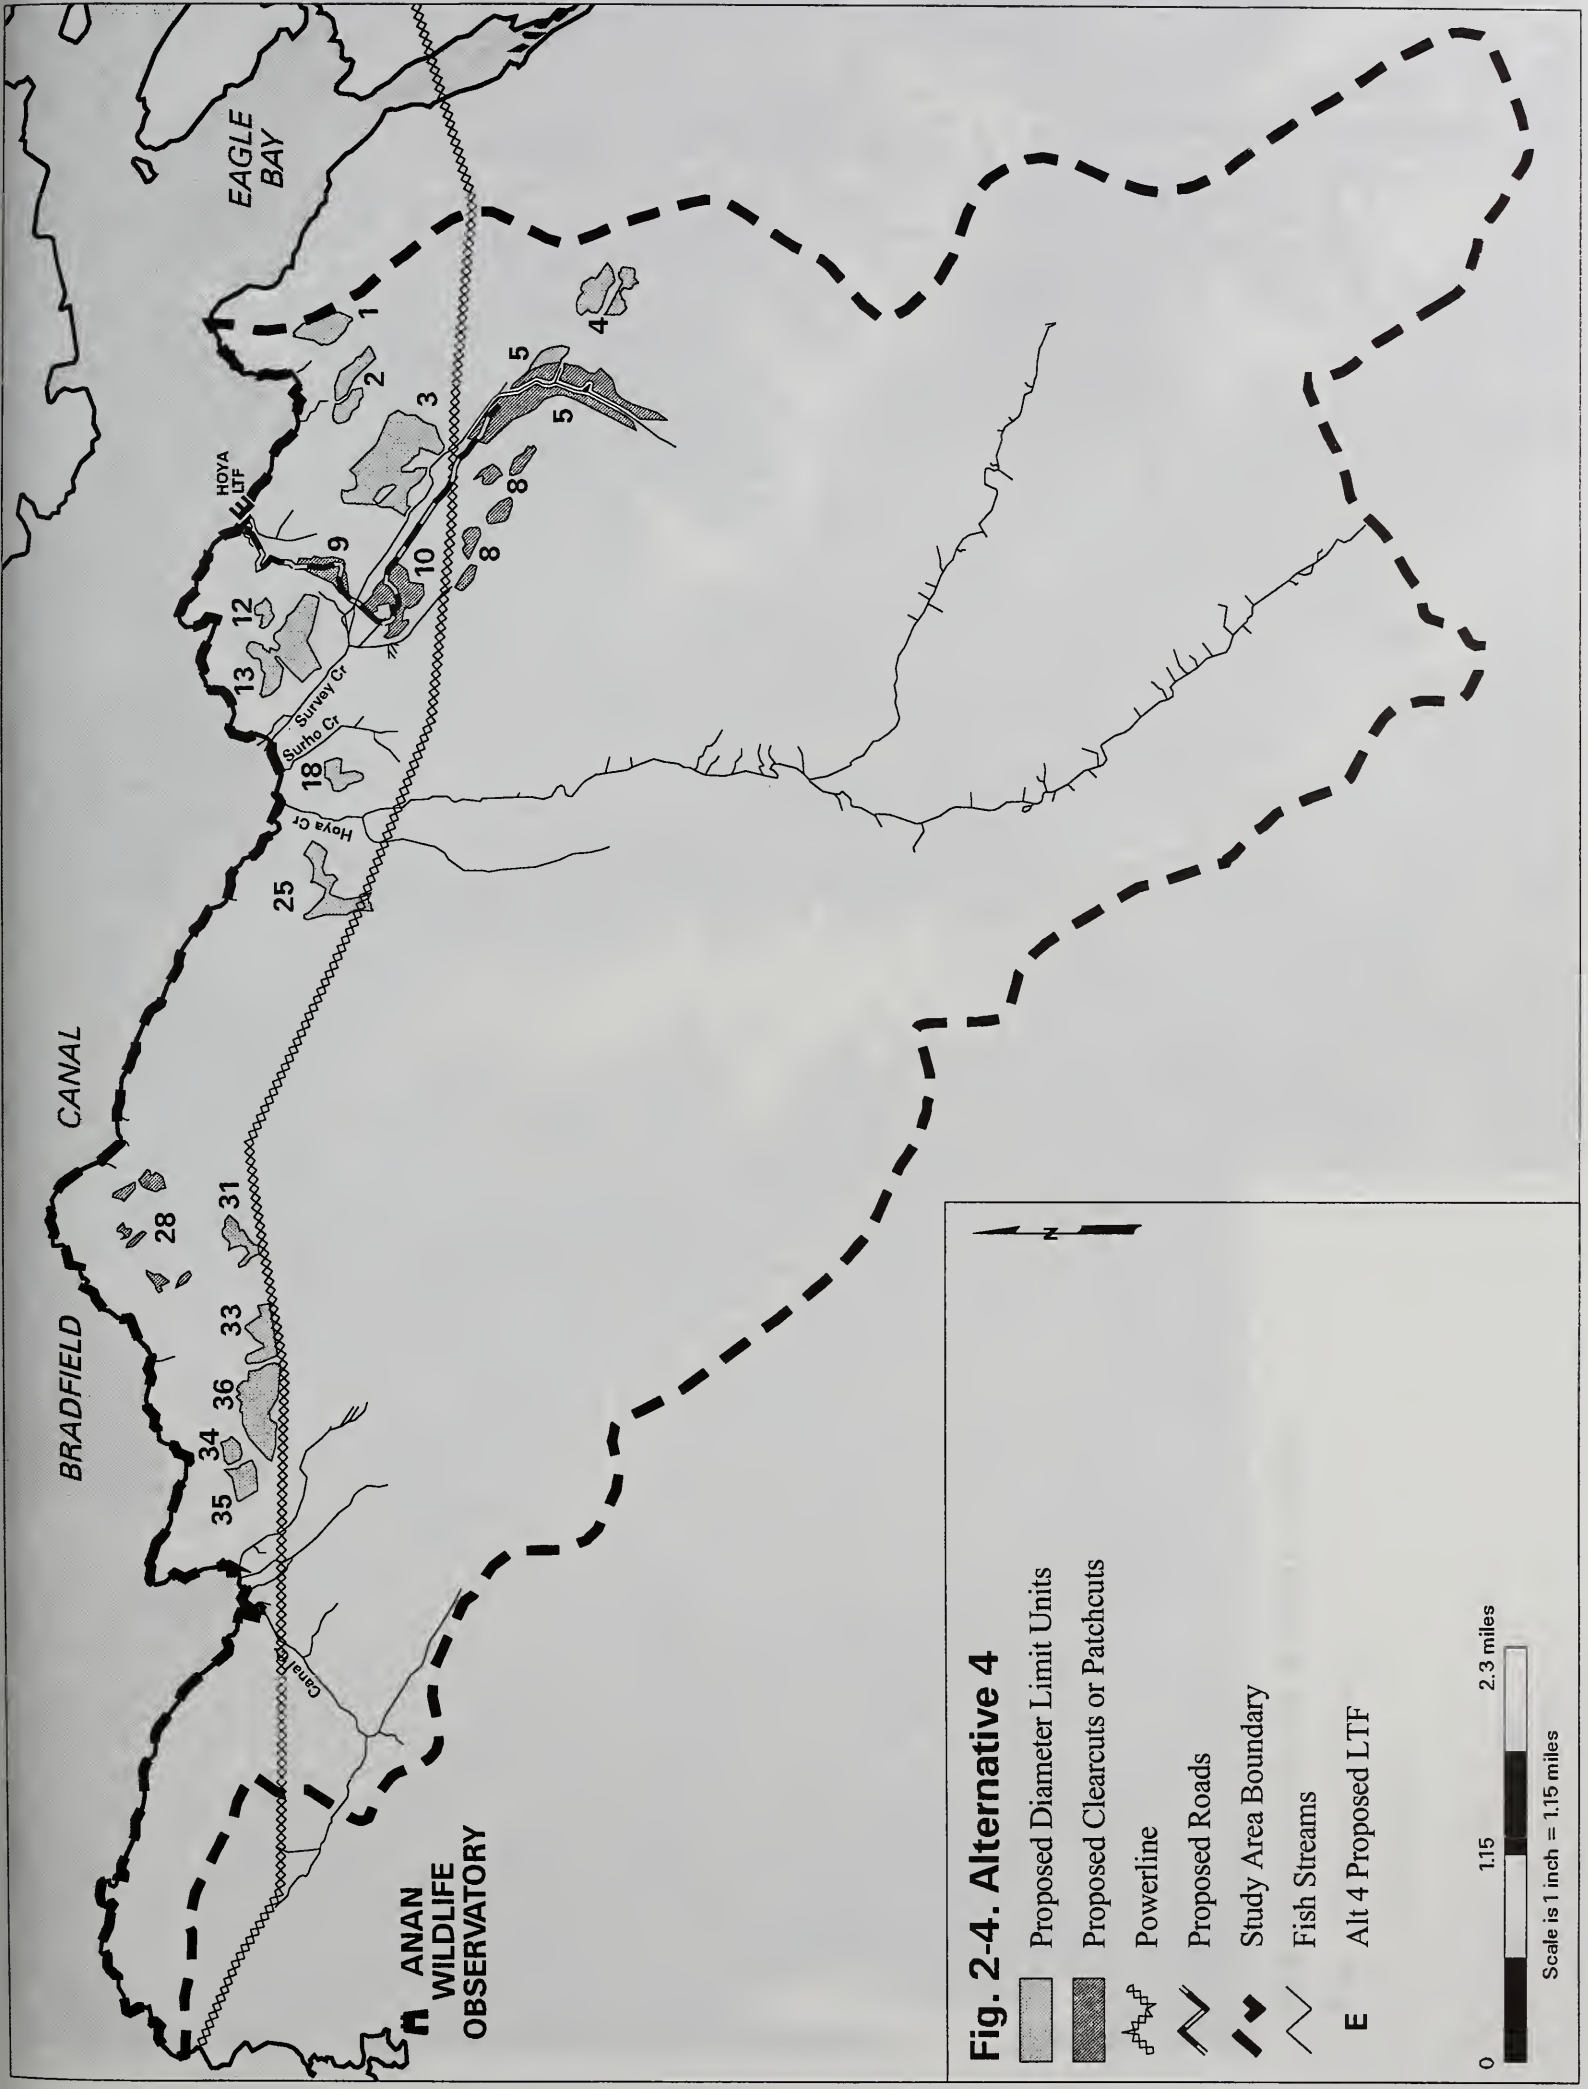 BRADFIELD CANAL
EAGLE
BAY
HOYA
LTF
1
2
3
4
5
5
8
8
9
10
12
13
Survey Cr
Surho Cr
18
Hoya Cr
25
28
31
33
36
34
35
Canal
ANAN
WILDLIFE
OBSERVATORY
E
N
Fig. 2-4. Alternative 4
Proposed Diameter Limit Units
Proposed Clearcuts or Patchcuts
Powerline
Proposed Roads
Study Area Boundary
Fish Streams
E Alt 4 Proposed LTF
0 1.15 2.3 miles
Scale is 1 inch = 1.15 miles